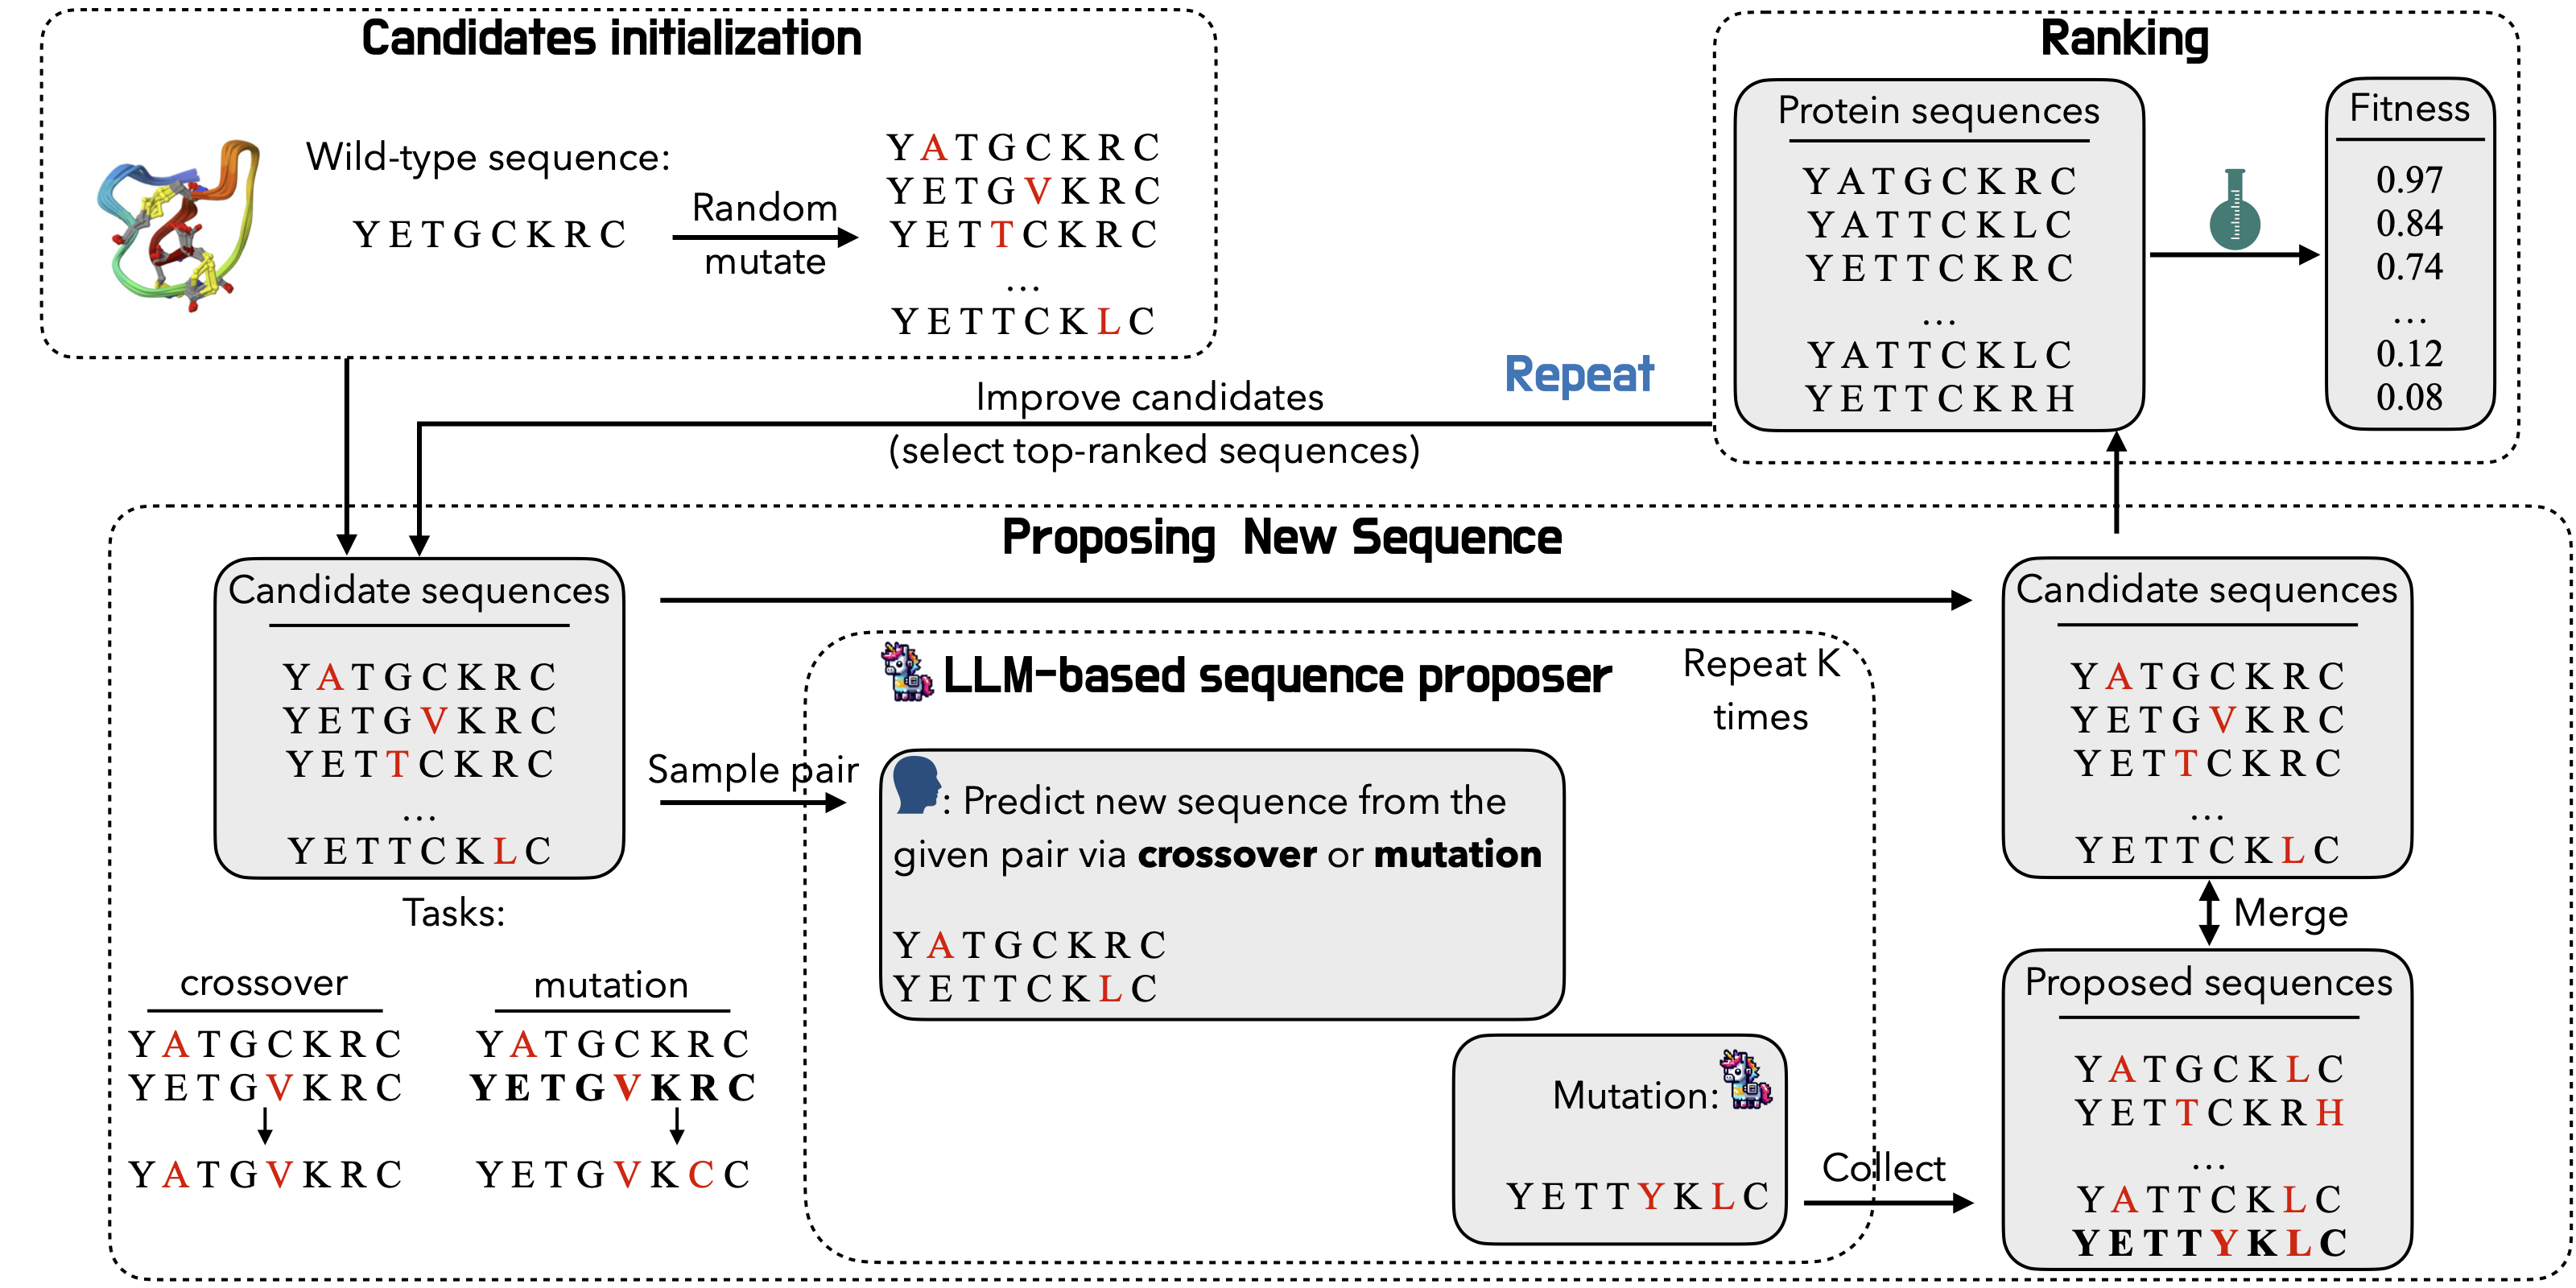 Candidates initialization
Wild-type sequence:
Y E T G C K R C
Random
mutate
Y A T G C K R C
Y E T G V K R C
Y E T T C K R C
...
Y E T T C K L C
Ranking
Protein sequences
Y A T G C K R C
Y A T T C K L C
Y E T T C K R C
...
Y A T T C K L C
Y E T T C K R H
Fitness
0.97
0.84
0.74
...
0.12
0.08
Repeat
Improve candidates
(select top-ranked sequences)
Proposing New Sequence
Candidate sequences
Y A T G C K R C
Y E T G V K R C
Y E T T C K R C
...
Y E T T C K L C
Tasks:
crossover
Y A T G C K R C
Y E T G V K R C
Y A T G V K R C
mutation
Y A T G C K R C
Y E T G V K R C
Y E T G V K C C
Sample pair
LLM-based sequence proposer
Repeat K
times
: Predict new sequence from the
given pair via crossover or mutation
Y A T G C K R C
Y E T T C K L C
Mutation:
Y E T T Y K L C
Collect
Candidate sequences
Y A T G C K R C
Y E T G V K R C
Y E T T C K R C
...
Y E T T C K L C
Merge
Proposed sequences
Y A T G C K L C
Y E T T C K R H
...
Y A T T C K L C
Y E T T Y K L C